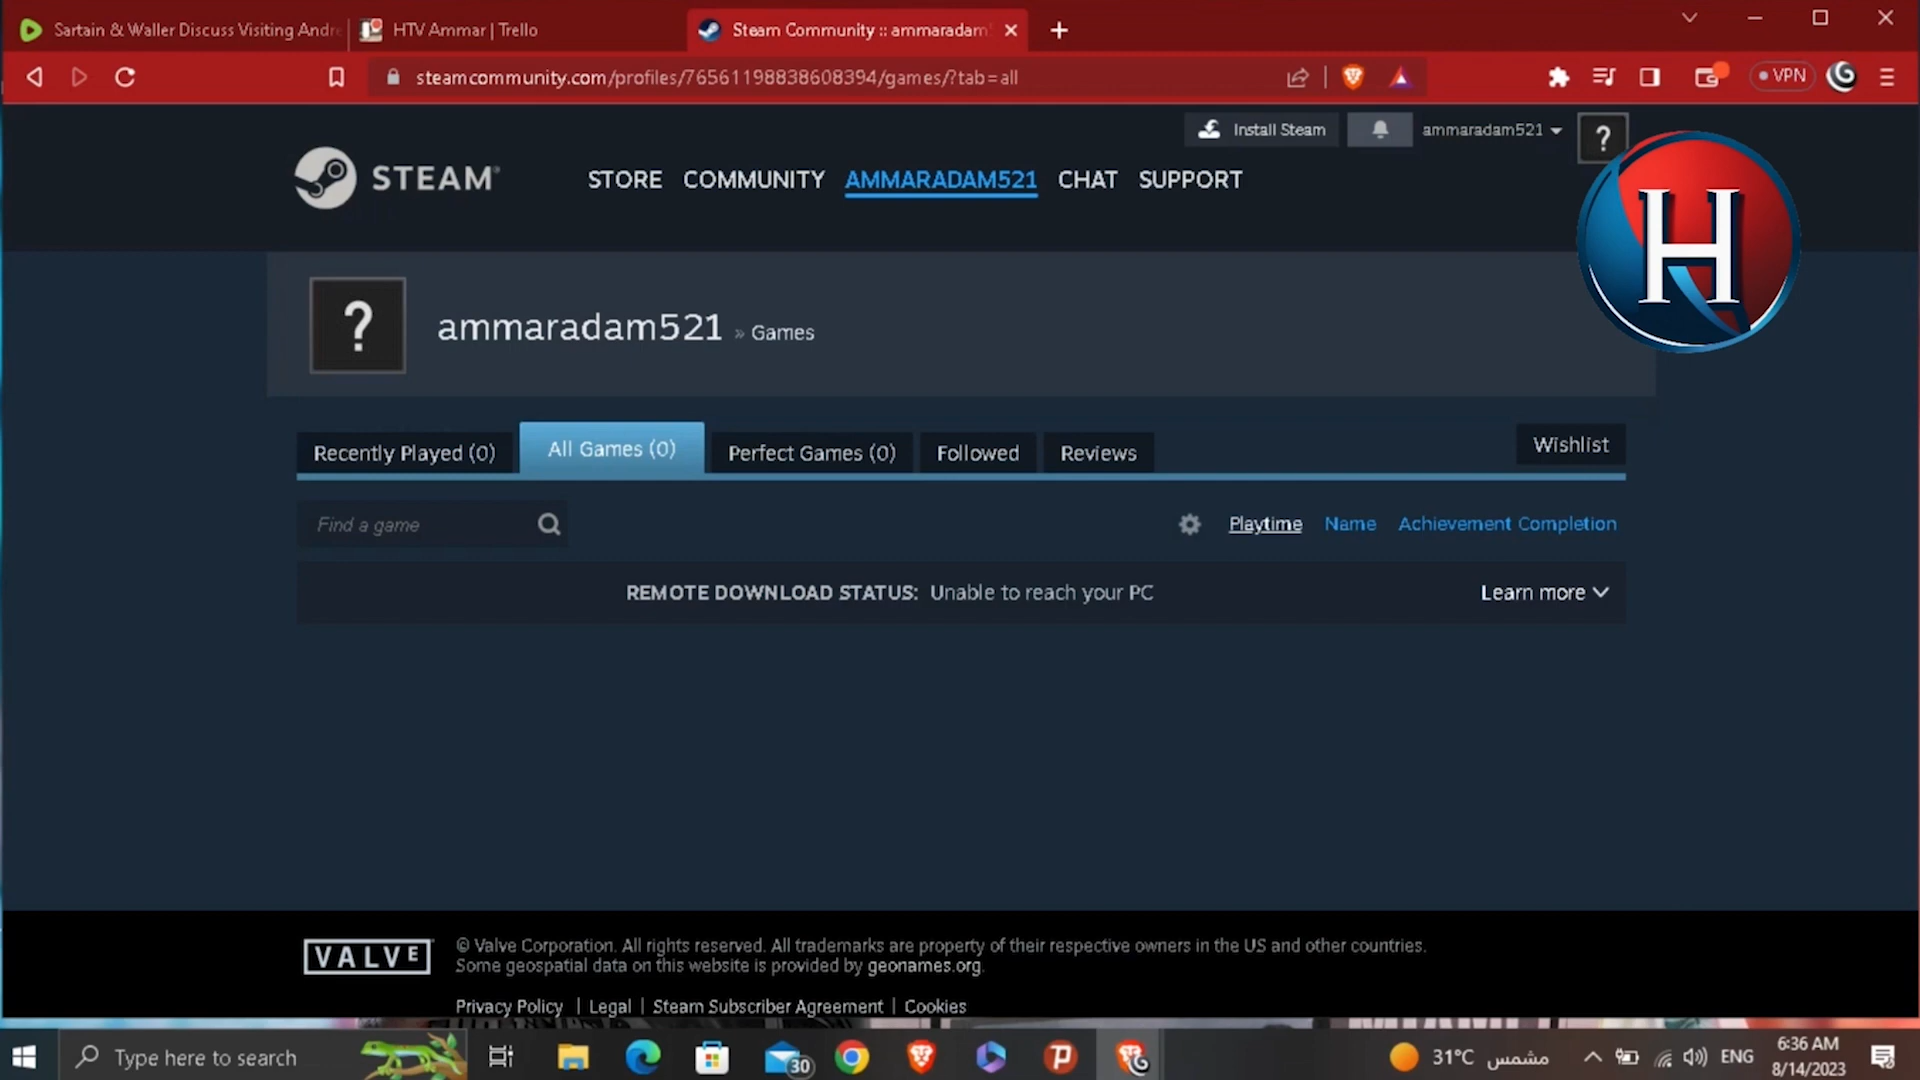 Sartain & Waller Discuss Visiting Andre
HTV Ammar | Trello
Steam Community :: ammaradam5
steamcommunity.com/profiles/76561198838608394/games/?tab=all
VPN
Install Steam
ammaradam521
?
STEAM
STORE COMMUNITY AMMARADAM521 CHAT SUPPORT
H
?
ammaradam521 » Games
Recently Played (0) All Games (0) Perfect Games (0) Followed Reviews Wishlist
Find a game
Playtime Name Achievement Completion
REMOTE DOWNLOAD STATUS: Unable to reach your PC
Learn more
VALVE
© Valve Corporation. All rights reserved. All trademarks are property of their respective owners in the US and other countries.
Some geospatial data on this website is provided by geonames.org.
Privacy Policy | Legal | Steam Subscriber Agreement | Cookies
Type here to search
30
31°C مشمس
ENG
6:36 AM
8/14/2023